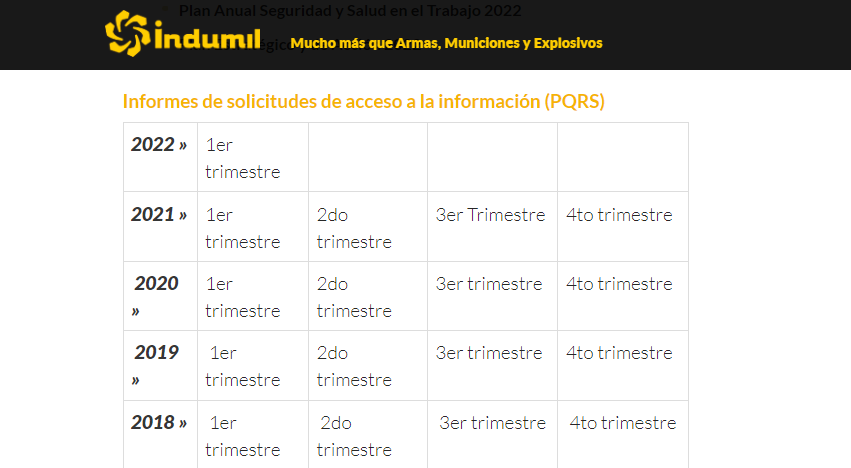 Plan Anual Seguridad y Salud en el Trabajo 2022
indumil
Mucho más que Armas, Municiones y Explosivos
Informes de solicitudes de acceso a la información (PQRS)
2022 » 1er trimestre
2021 » 1er trimestre 2do trimestre 3er Trimestre 4to trimestre
2020 » 1er trimestre 2do trimestre 3er trimestre 4to trimestre
2019 » 1er trimestre 2do trimestre 3er trimestre 4to trimestre
2018 » 1er trimestre 2do trimestre 3er trimestre 4to trimestre